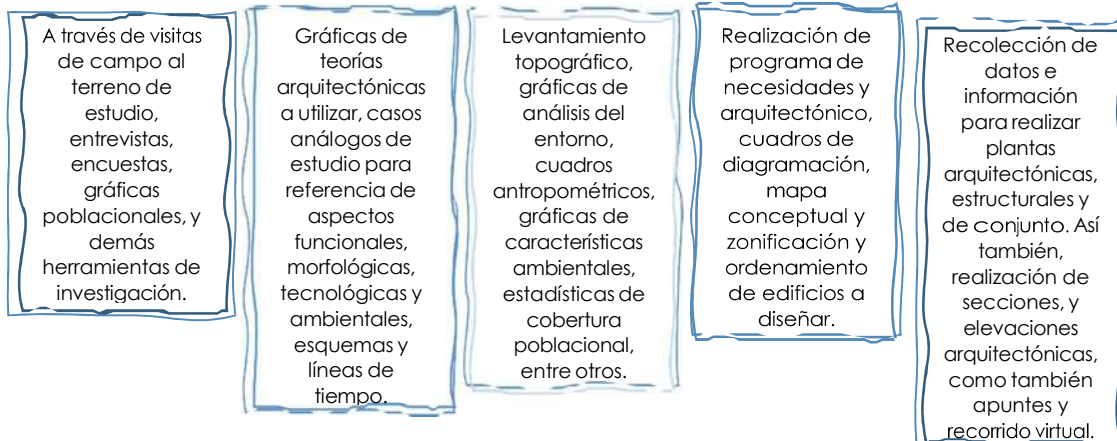 A través de visitas
de campo al
terreno de
estudio,
entrevistas,
encuestas,
gráficas
poblacionales, y
demás
herramientas de
investigación.
Gráficas de
teorías
arquitectónicas
a utilizar, casos
análogos de
estudio para
referencia de
aspectos
funcionales,
morfológicas,
tecnológicas y
ambientales,
esquemas y
líneas de
tiempo.
Levantamiento
topográfico,
gráficas de
análisis del
entorno,
cuadros
antropométricos,
gráficas de
características
ambientales,
estadísticas de
cobertura
poblacional,
entre otros.
Realización de
programa de
necesidades y
arquitectónico,
cuadros de
diagramación,
mapa
conceptual y
zonificación y
ordenamiento
de edificios a
diseñar.
Recolección de
datos e
información
para realizar
plantas
arquitectónicas,
estructurales y
de conjunto. Así
también,
realización de
secciones, y
elevaciones
arquitectónicas,
como también
apuntes y
recorrido virtual.